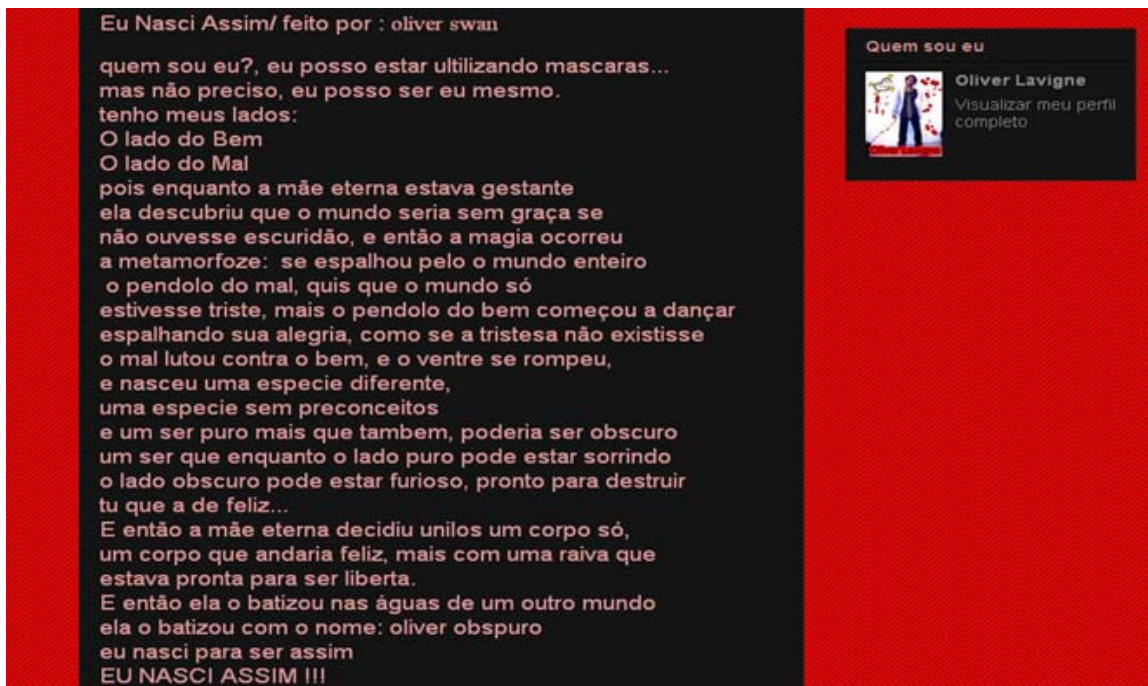 Eu Nasci Assim/ feito por : oliver swan
quem sou eu?, eu posso estar ultilizando mascaras...
mas não preciso, eu posso ser eu mesmo.
tenho meus lados:
O lado do Bem
O lado do Mal
pois enquanto a mãe eterna estava gestante
ela descubriu que o mundo seria sem graça se
não ouvesse escuridão, e então a magia ocorreu
a metamorfoze:  se espalhou pelo o mundo enteiro
o pendolo do mal, quis que o mundo só
estivesse triste, mais o pendolo do bem começou a dançar
espalhando sua alegria, como se a tristesa não existisse
o mal lutou contra o bem, e o ventre se rompeu,
e nasceu uma especie diferente,
uma especie sem preconceitos
e um ser puro mais que tambem, poderia ser obscuro
um ser que enquanto o lado puro pode estar sorrindo
o lado obscuro pode estar furioso, pronto para destruir
tu que a de feliz...
E então a mãe eterna decidiu unilos um corpo só,
um corpo que andaria feliz, mais com uma raiva que
estava pronta para ser liberta.
E então ela o batizou nas águas de um outro mundo
ela o batizou com o nome: oliver obspuro
eu nasci para ser assim
EU NASCI ASSIM !!!
Quem sou eu
Oliver Lavigne
Oliver Lavigne
Visualizar meu perfil
completo